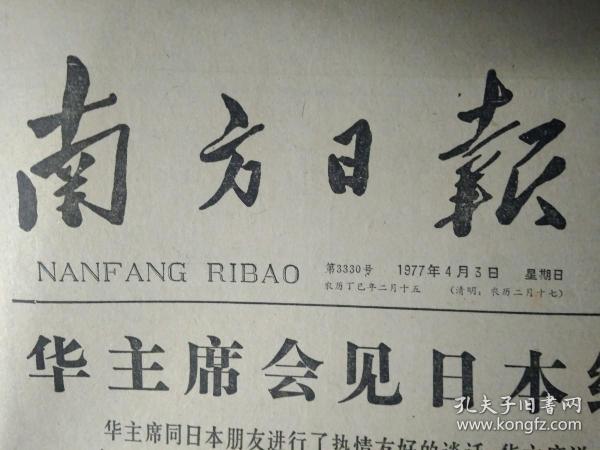 南方日報
NANFANG RIBAO
第3330号 1977年4月3日 星期日
农历丁巳年二月十五 (清明：农历二月十七)
华主席会见日本
华主席同日本朋友进行了热情友好的谈话
孔夫子旧书网
www.kongfz.com